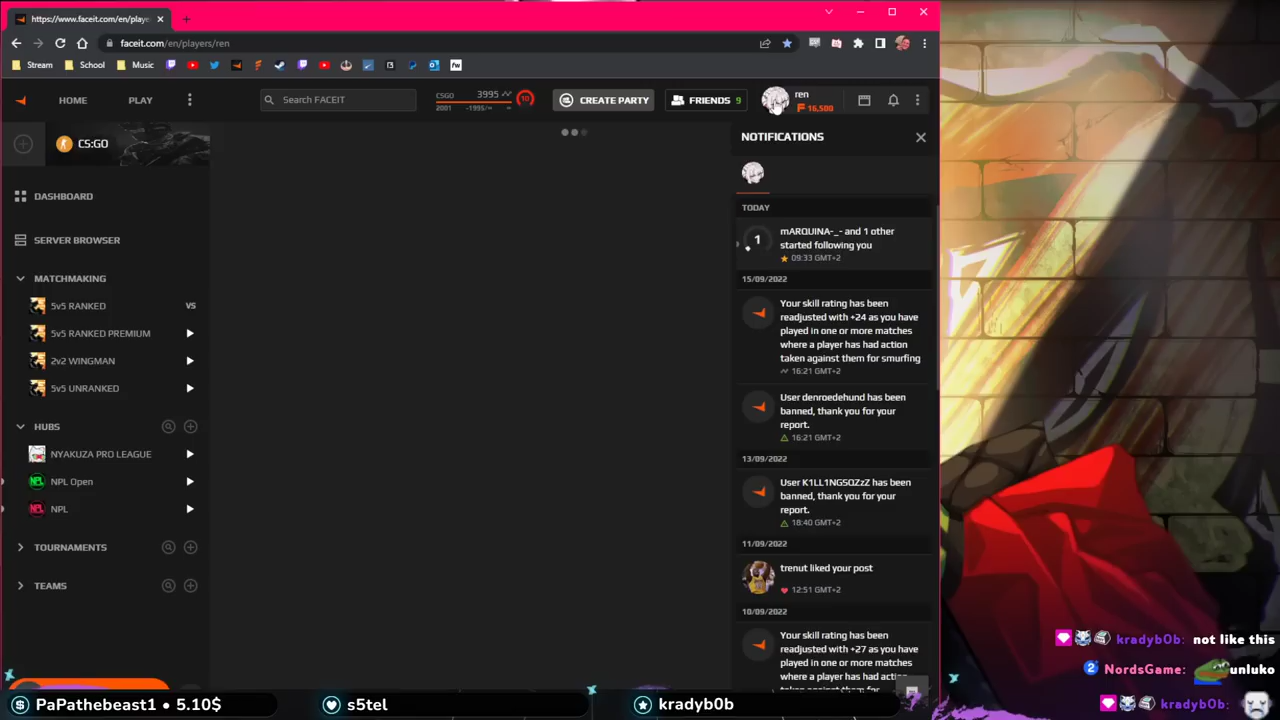 https://www.faceit.com/en/playe
faceit.com/en/players/ren
Stream
School
Music
HOME
PLAY
Search FACEIT
CSGO 3995
2001 -1995/∞
10
CREATE PARTY
FRIENDS 9
ren
16,500
CS:GO
NOTIFICATIONS
DASHBOARD
SERVER BROWSER
MATCHMAKING
5v5 RANKED VS
5v5 RANKED PREMIUM
2v2 WINGMAN
5v5 UNRANKED
HUBS
NYAKUZA PRO LEAGUE
NPL Open
NPL
TOURNAMENTS
TEAMS
TODAY
1
mARQUINA-_- and 1 other
started following you
09:33 GMT+2
15/09/2022
Your skill rating has been
readjusted with +24 as you have
played in one or more matches
where a player has had action
taken against them for smurfing
16:21 GMT+2
User denroedehund has been
banned, thank you for your
report.
16:21 GMT+2
13/09/2022
User K1LL1NGSQZzZ has been
banned, thank you for your
report.
18:40 GMT+2
11/09/2022
trenut liked your post
12:51 GMT+2
10/09/2022
Your skill rating has been
readjusted with +27 as you have
played in one or more matches
where a player has had action
kradyb0b: not like this
2 NordsGame: unluko
kradyb0b:
PaPathebeast1 • 5.10$
s5tel
kradyb0b